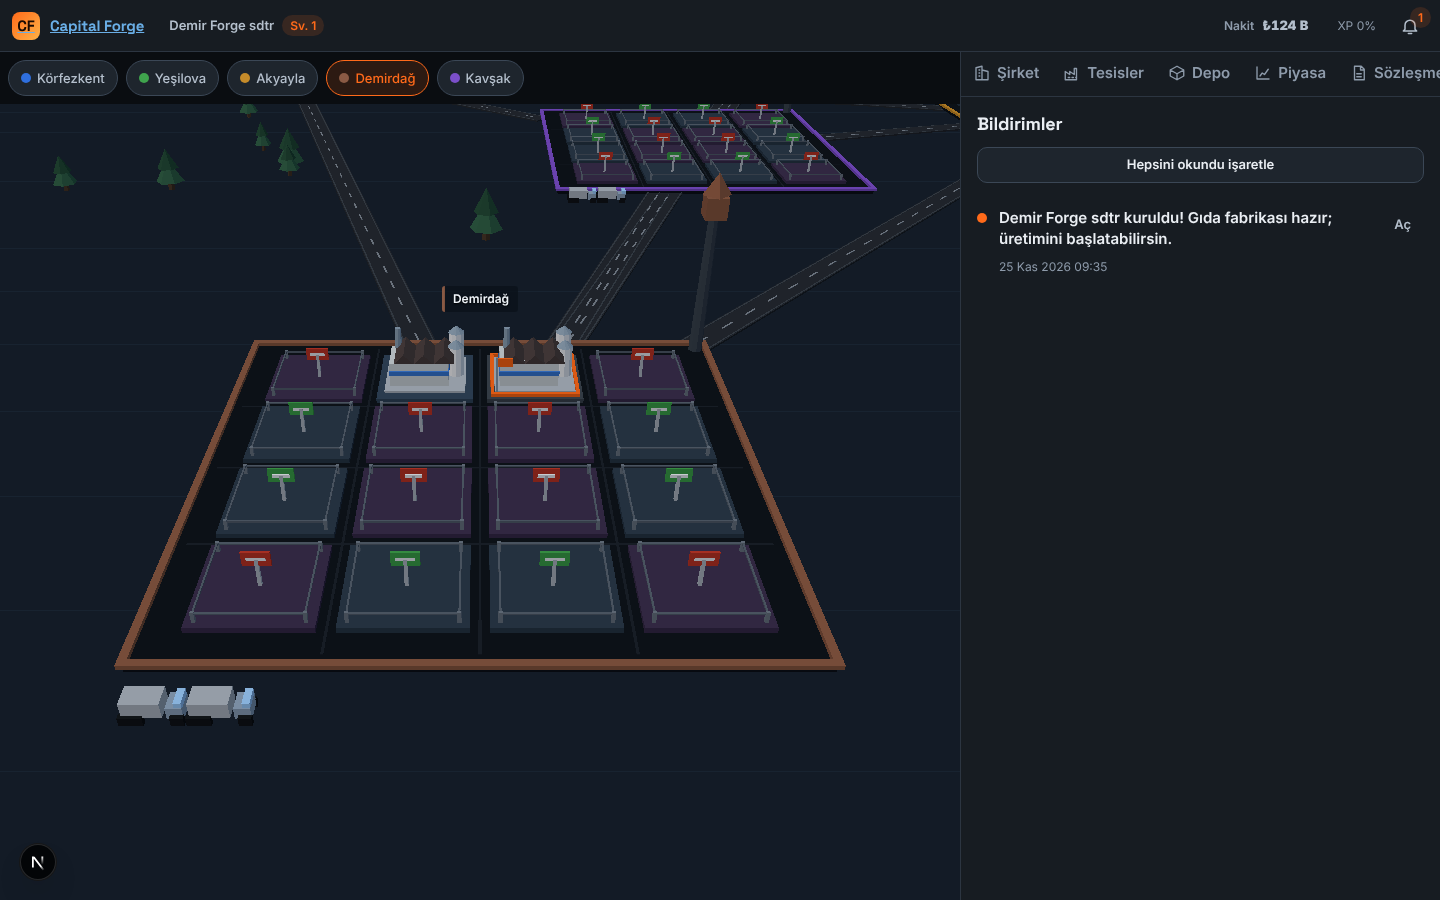 CF Capital Forge Demir Forge sdtr Sv. 1 Nakit ₺124 B XP 0% 1
Körfezkent Yeşilova Akyayla Demirdağ Kavşak
Şirket Tesisler Depo Piyasa Sözleşme
Bildirimler
Hepsini okundu işaretle
Demir Forge sdtr kuruldu! Gıda fabrikası hazır;
üretimini başlatabilirsin.
Aç
25 Kas 2026 09:35
Demirdağ
N